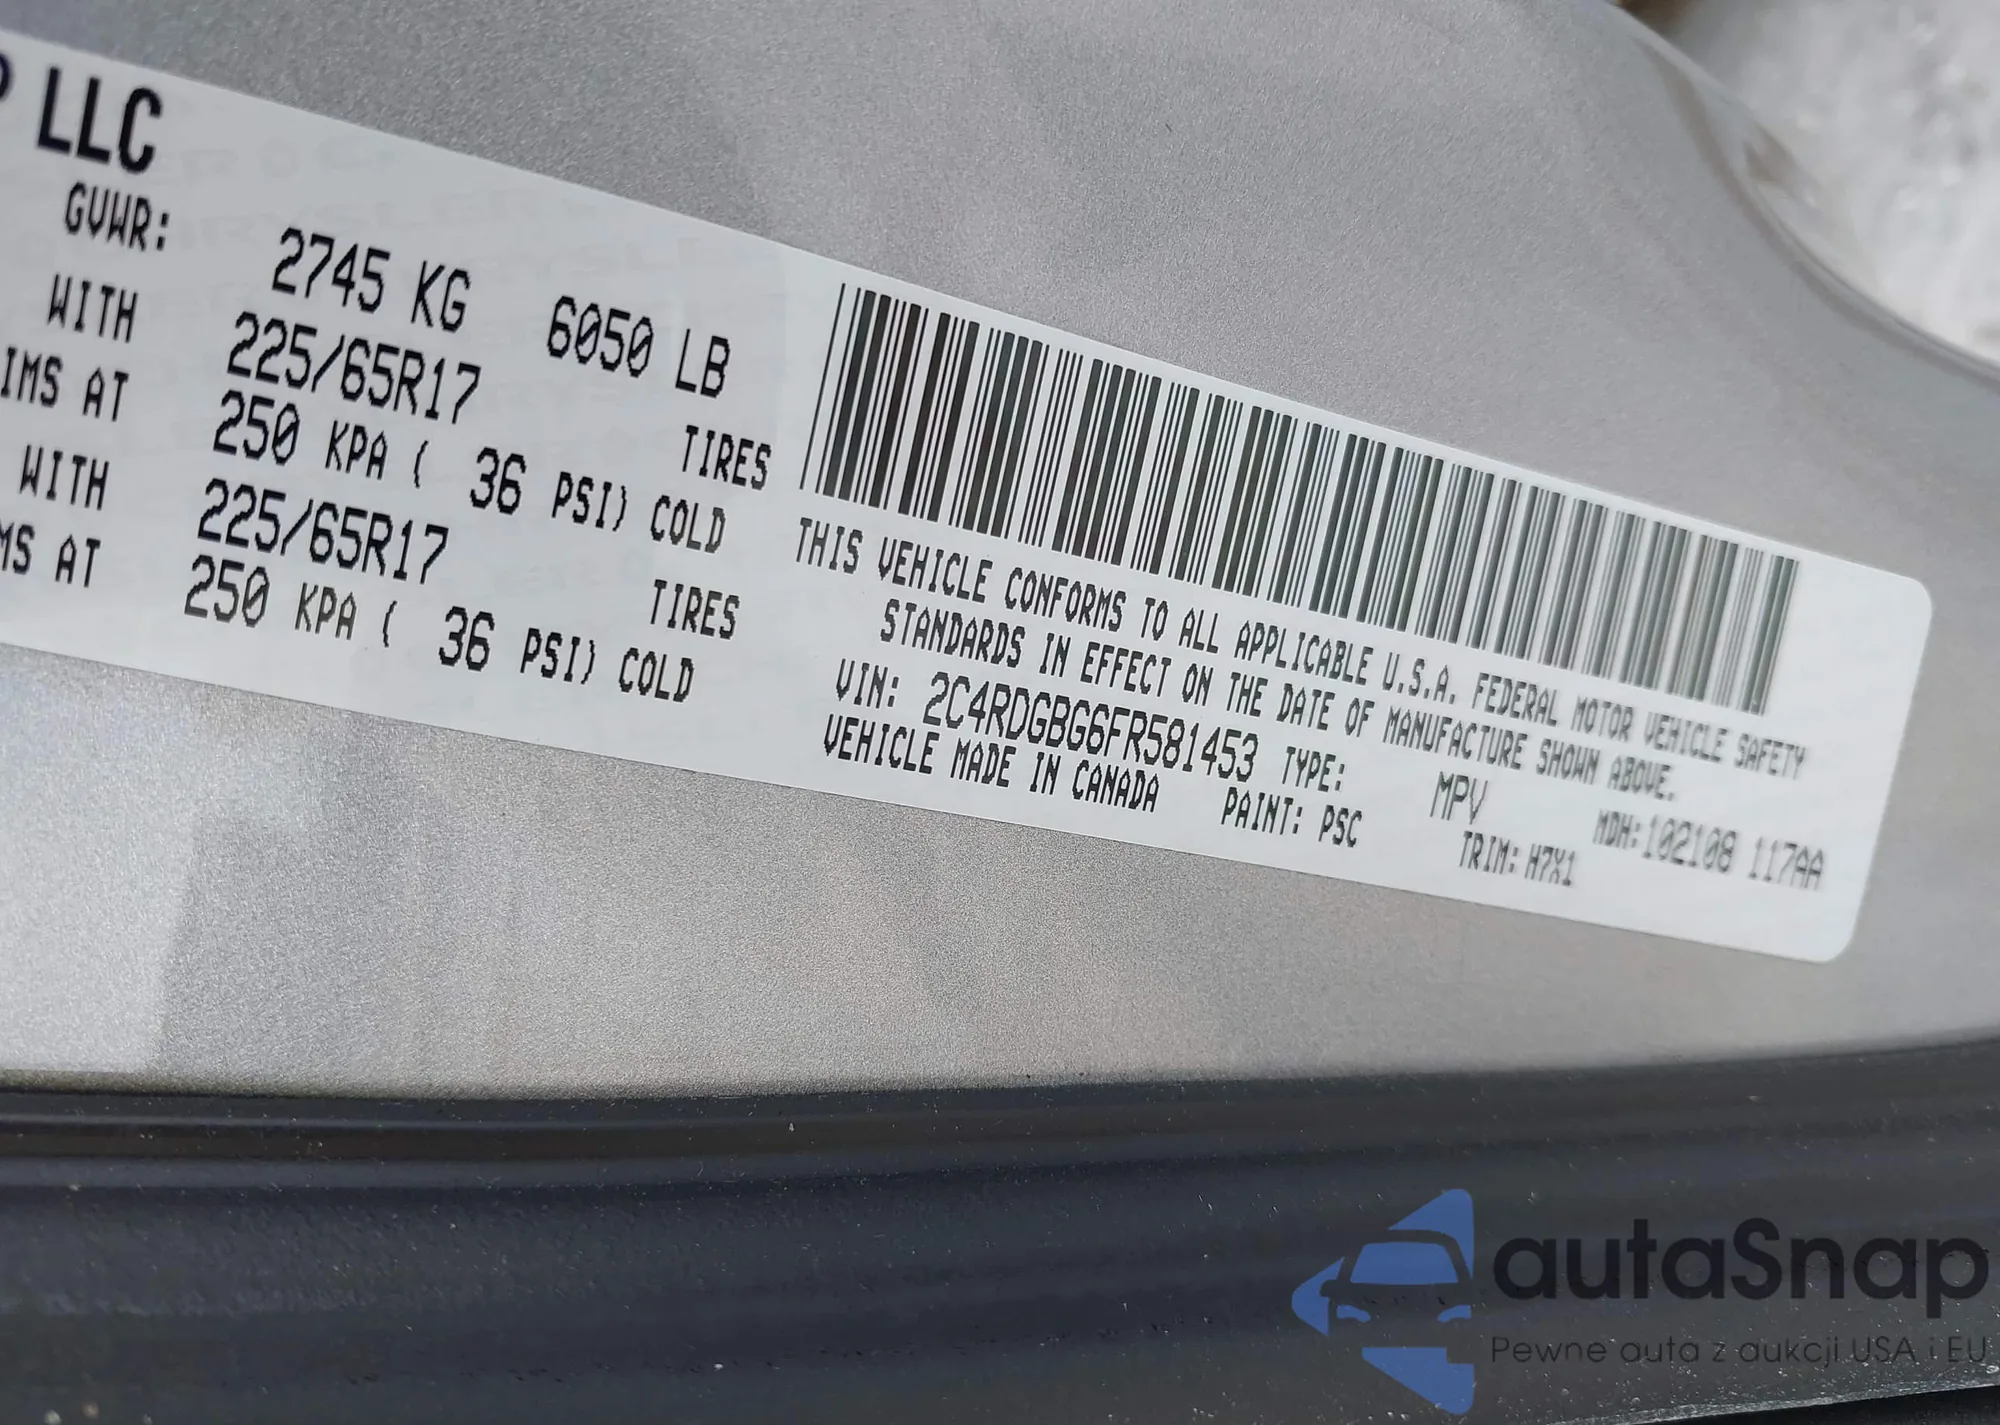 LLC
GVWR: 2745 KG 6050 LB
WITH 225/65R17 TIRES
IMS AT 250 KPA ( 36 PSI) COLD
WITH 225/65R17 TIRES
MS AT 250 KPA ( 36 PSI) COLD
THIS VEHICLE CONFORMS TO ALL APPLICABLE U.S.A. FEDERAL MOTOR VEHICLE SAFETY
STANDARDS IN EFFECT ON THE DATE OF MANUFACTURE SHOWN ABOVE.
VIN: 2C4RDGBG6FR581453 TYPE: MPV MDH:102108 117AA
VEHICLE MADE IN CANADA PAINT: PSC TRIM: H7X1
autaSnap
Pewne auta z aukcji USA i EU